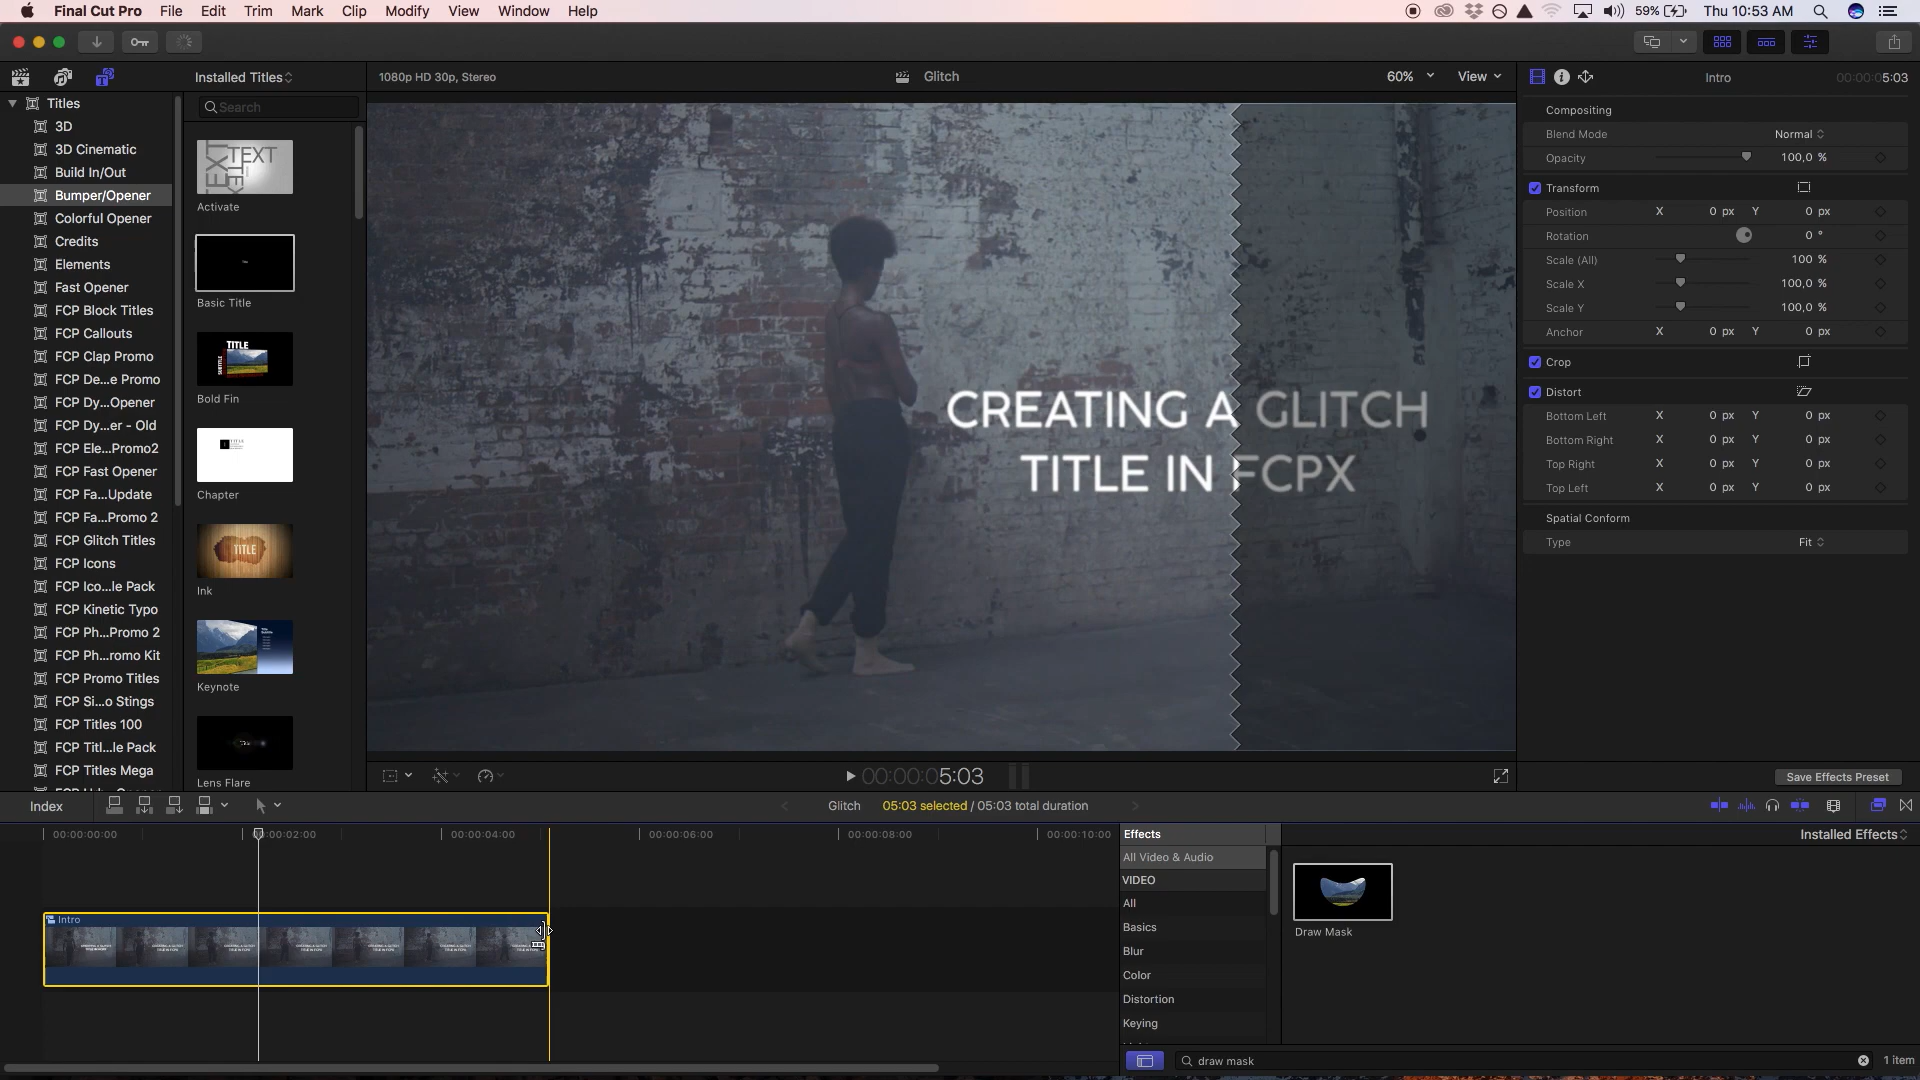 Final Cut Pro File Edit Trim Mark Clip Modify View Window Help 59% Thu 10:53 AM
Installed Titles 1080p HD 30p, Stereo Glitch 60% View Intro 00:00:05:03
Titles
3D
3D Cinematic
Build In/Out
Bumper/Opener
Colorful Opener
Credits
Elements
Fast Opener
FCP Block Titles
FCP Callouts
FCP Clap Promo
FCP De...e Promo
FCP Dy...Opener
FCP Dy...er - Old
FCP Ele...Promo2
FCP Fast Opener
FCP Fa...Update
FCP Fa...Promo 2
FCP Glitch Titles
FCP Icons
FCP Ico...le Pack
FCP Kinetic Typo
FCP Ph...Promo 2
FCP Ph...romo Kit
FCP Promo Titles
FCP Si...o Stings
FCP Titles 100
FCP Titl...le Pack
FCP Titles Mega
Search
Activate
Basic Title
Bold Fin
Chapter
Ink
Keynote
Lens Flare
TEXT
TITLE
TITLE
CREATING A GLITCH
TITLE IN FCPX
Compositing
Blend Mode Normal
Opacity 100,0 %
Transform
Position X 0 px Y 0 px
Rotation 0 °
Scale (All) 100 %
Scale X 100,0 %
Scale Y 100,0 %
Anchor X 0 px Y 0 px
Crop
Distort
Bottom Left X 0 px Y 0 px
Bottom Right X 0 px Y 0 px
Top Right X 0 px Y 0 px
Top Left X 0 px Y 0 px
Spatial Conform
Type Fit
00:00:05:03
Save Effects Preset
Index Glitch 05:03 selected / 05:03 total duration
00:00:00:00 00:00:02:00 00:00:04:00 00:00:06:00 00:00:08:00 00:00:10:00
Intro
Effects Installed Effects
All Video & Audio
VIDEO
All
Basics
Blur
Color
Distortion
Keying
Draw Mask
draw mask 1 item